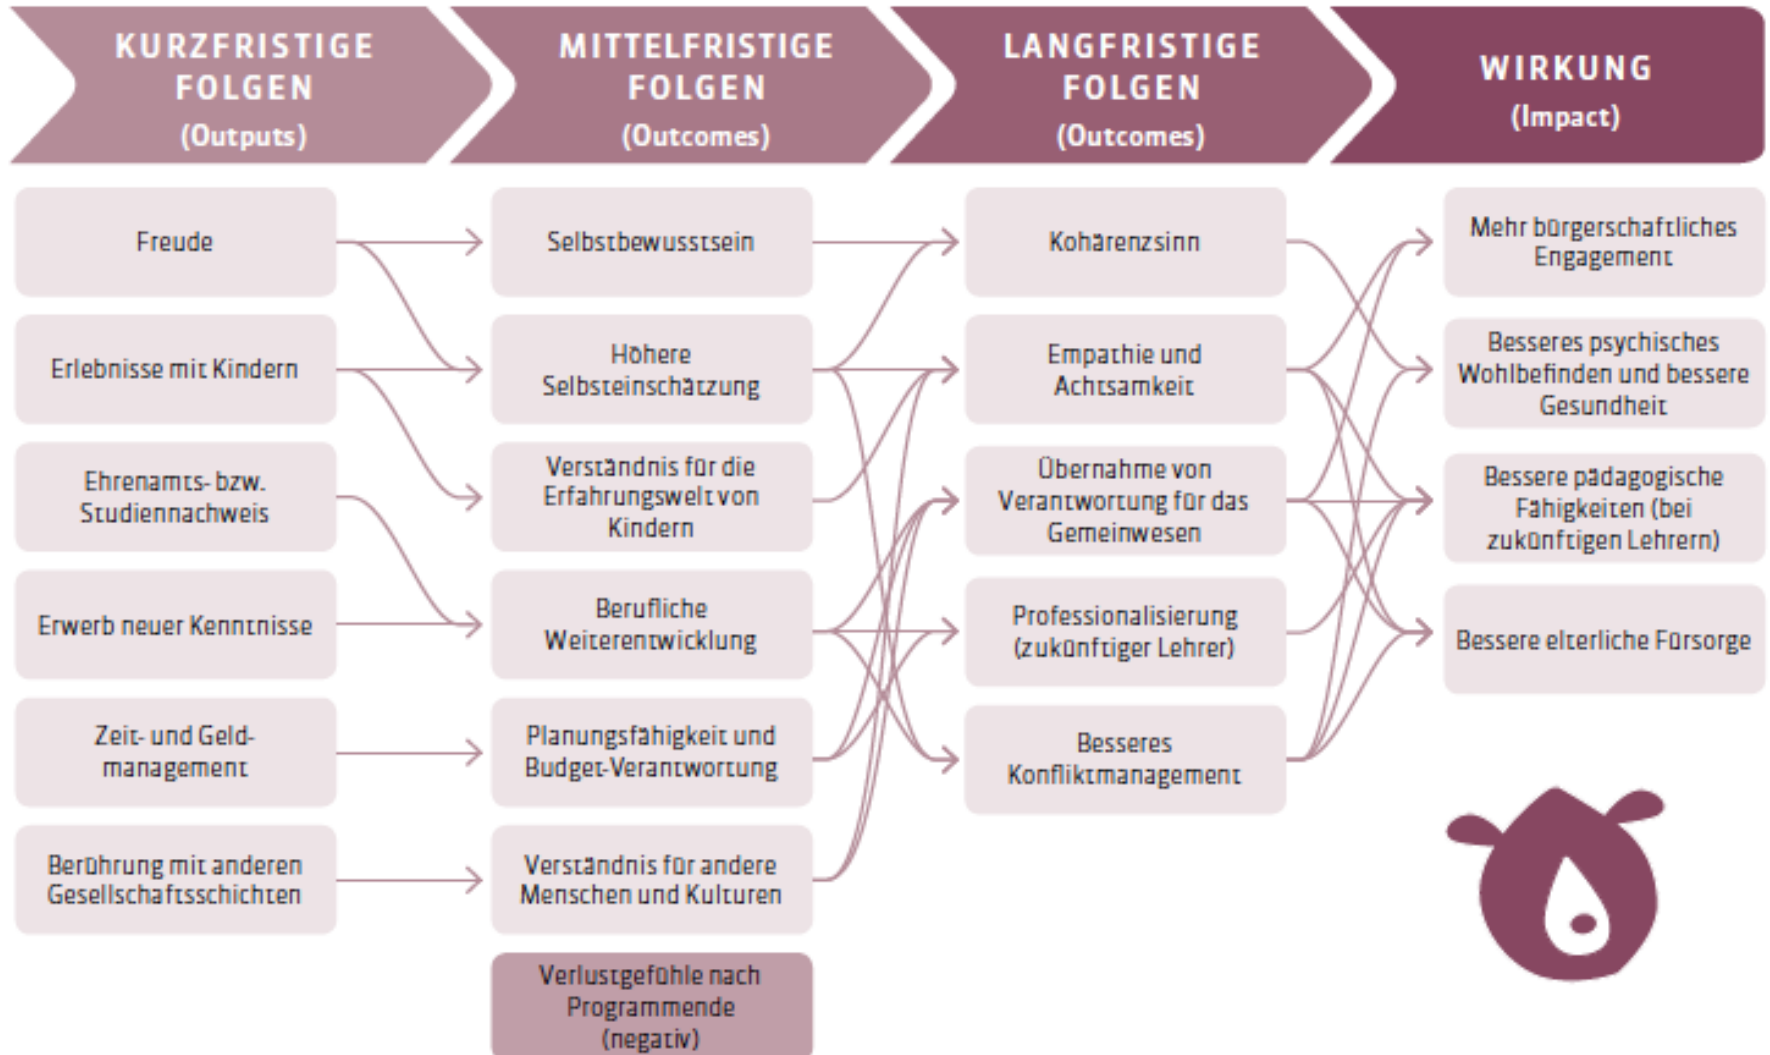 KURZFRISTIGE
FOLGEN
(Outputs)
MITTELFRISTIGE
FOLGEN
(Outcomes)
LANGFRISTIGE
FOLGEN
(Outcomes)
WIRKUNG
(Impact)
Freude
Erlebnisse mit Kindern
Ehrenamts- bzw.
Studiennachweis
Erwerb neuer Kenntnisse
Zeit- und Geld-
management
Berührung mit anderen
Gesellschaftsschichten
Selbstbewusstsein
Höhere
Selbsteinschätzung
Verständnis für die
Erfahrungswelt von
Kindern
Berufliche
Weiterentwicklung
Planungsfähigkeit und
Budget-Verantwortung
Verständnis für andere
Menschen und Kulturen
Verlustgefühle nach
Programmende
(negativ)
Kohärenzsinn
Empathie und
Achtsamkeit
Übernahme von
Verantwortung für das
Gemeinwesen
Professionalisierung
(zukünftiger Lehrer)
Besseres
Konfliktmanagement
Mehr bürgerschaftliches
Engagement
Besseres psychisches
Wohlbefinden und bessere
Gesundheit
Bessere pädagogische
Fähigkeiten (bei
zukünftigen Lehrern)
Bessere elterliche Fürsorge